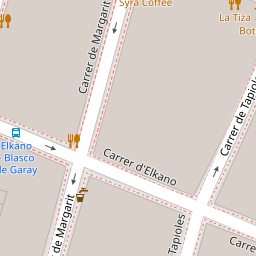 Syra Coffee
La Tiza
Bot
Carrer de Margarit
Carrer de Tapioles
Elkano
- Blasco
de Garay
Carrer d'Elkano
de Margarit
Tapioles
Carrer